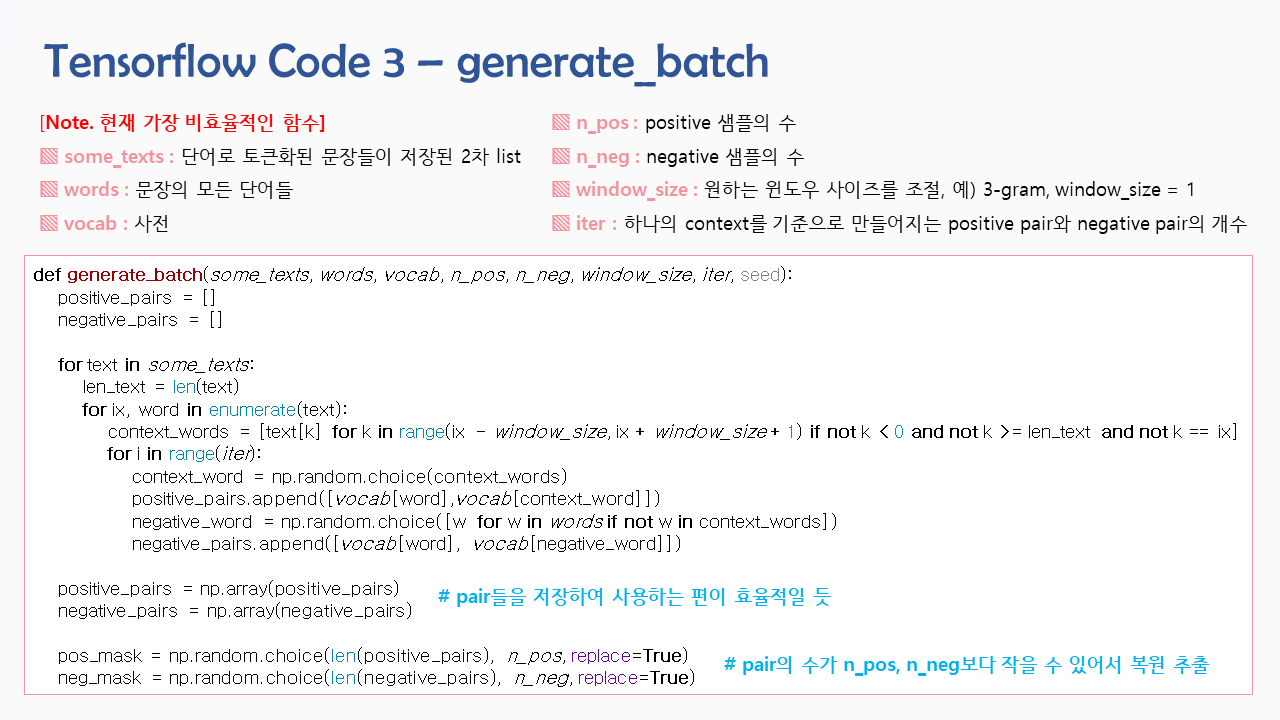 Tensorflow Code 3 – generate_batch
[Note. 현재 가장 비효율적인 함수]
▧ some_texts : 단어로 토큰화된 문장들이 저장된 2차 list
▧ words : 문장의 모든 단어들
▧ vocab : 사전
▧ n_pos : positive 샘플의 수
▧ n_neg : negative 샘플의 수
▧ window_size : 원하는 윈도우 사이즈를 조절, 예) 3-gram, window_size = 1
▧ iter : 하나의 context를 기준으로 만들어지는 positive pair와 negative pair의 개수
def generate_batch(some_texts, words, vocab, n_pos, n_neg, window_size, iter, seed):
    positive_pairs = []
    negative_pairs = []
    for text in some_texts:
        len_text = len(text)
        for ix, word in enumerate(text):
            context_words = [text[k] for k in range(ix - window_size, ix + window_size + 1) if not k < 0 and not k >= len_text and not k == ix]
            for i in range(iter):
                context_word = np.random.choice(context_words)
                positive_pairs.append([vocab[word],vocab[context_word]])
                negative_word = np.random.choice([w for w in words if not w in context_words])
                negative_pairs.append([vocab[word], vocab[negative_word]])
    positive_pairs = np.array(positive_pairs)
    negative_pairs = np.array(negative_pairs)
# pair들을 저장하여 사용하는 편이 효율적일 듯
    pos_mask = np.random.choice(len(positive_pairs), n_pos, replace=True)
    neg_mask = np.random.choice(len(negative_pairs), n_neg, replace=True)
# pair의 수가 n_pos, n_neg보다 작을 수 있어서 복원 추출